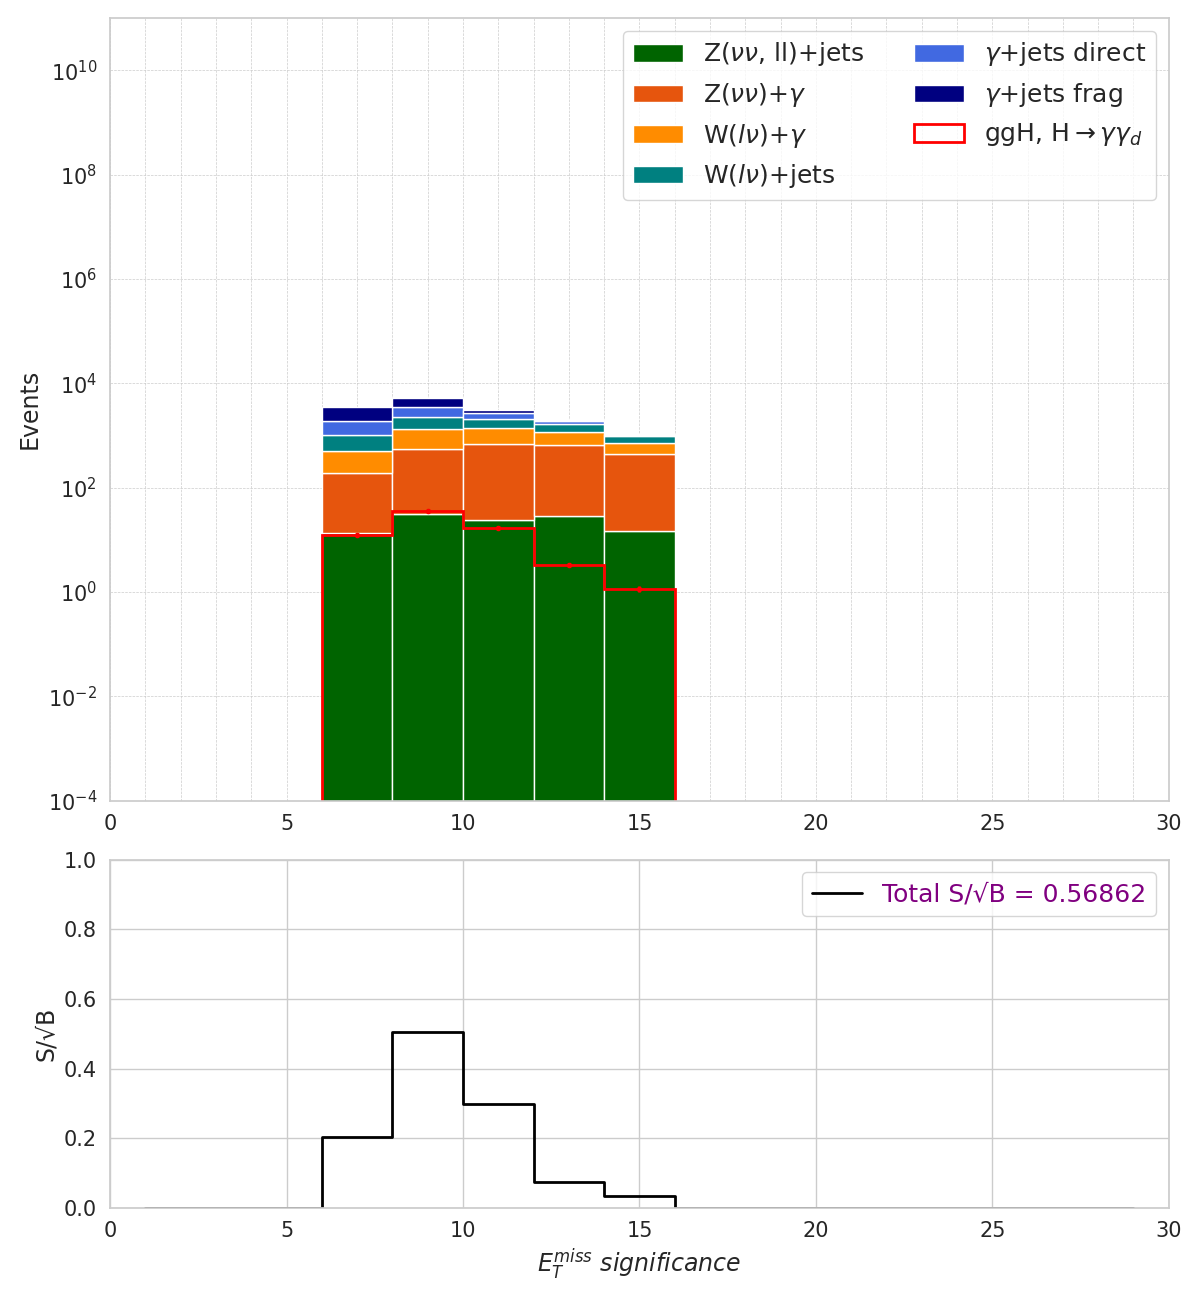 Z(νν, ll)+jets
Z(νν)+γ
W(lν)+γ
W(lν)+jets
γ+jets direct
γ+jets frag
ggH, H→γγ_d
Events
10^10
10^8
10^6
10^4
10^2
10^0
10^−2
10^−4
0 5 10 15 20 25 30
Total S/√B = 0.56862
S/√B
1.0
0.8
0.6
0.4
0.2
0.0
0 5 10 15 20 25 30
E_T^miss significance